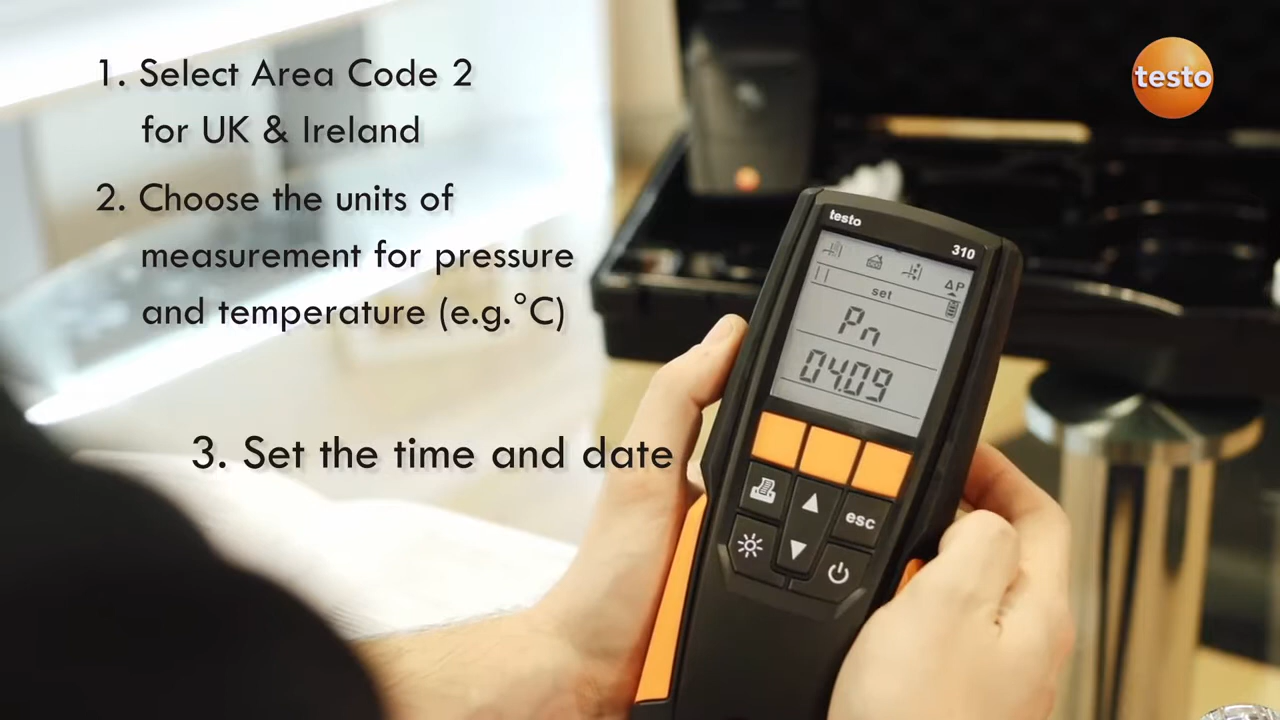 1. Select Area Code 2
for UK & Ireland
2. Choose the units of
measurement for pressure
and temperature (e.g.°C)
3. Set the time and date
testo
testo
310
ΔP
set
Pn
04.09
esc